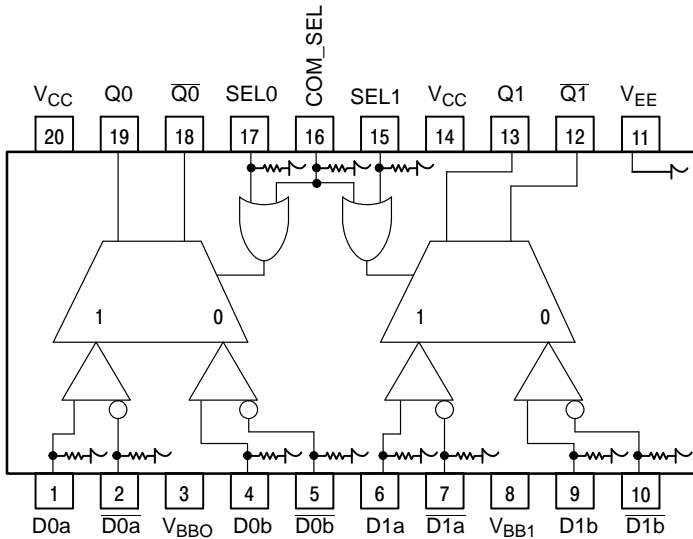 COM_SEL
VCC Q0 Q0 SEL0 SEL1 VCC Q1 Q1 VEE
20 19 18 17 16 15 14 13 12 11
1 0 1 0
1 2 3 4 5 6 7 8 9 10
D0a D0a VBBO D0b D0b D1a D1a VBB1 D1b D1b